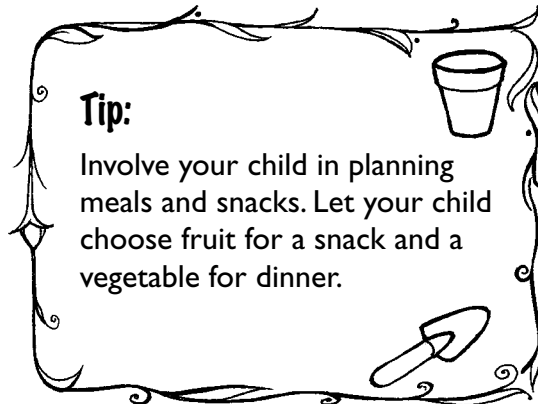 Tip:
Involve your child in planning
meals and snacks. Let your child
choose fruit for a snack and a
vegetable for dinner.